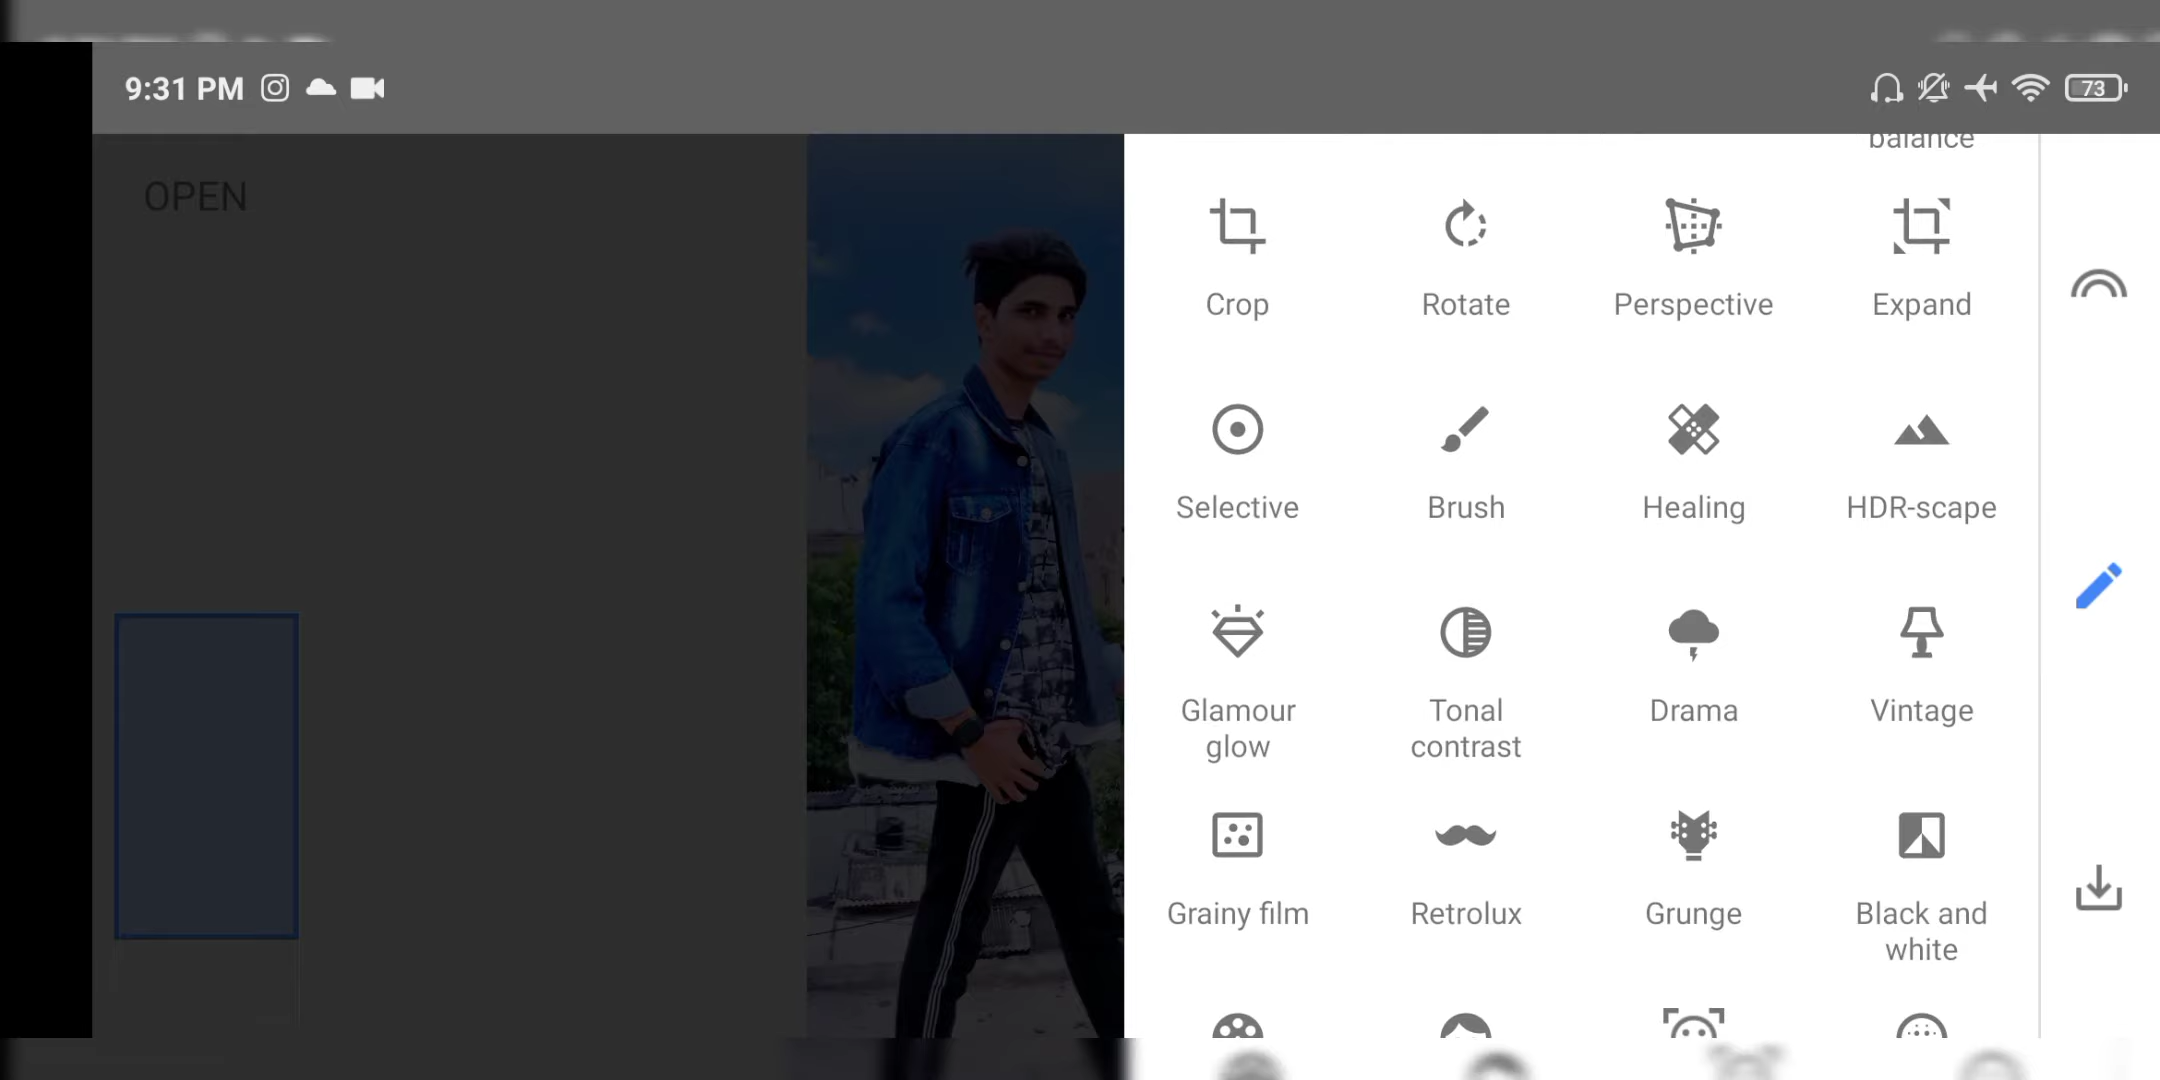 9:31 PM
73
OPEN
balance
Crop
Rotate
Perspective
Expand
Selective
Brush
Healing
HDR-scape
Glamour
glow
Tonal
contrast
Drama
Vintage
Grainy film
Retrolux
Grunge
Black and
white